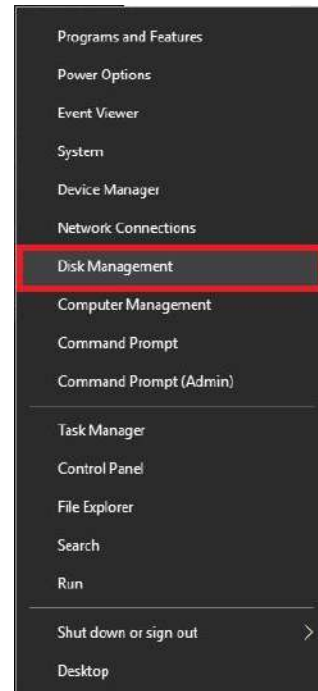 Programs and Features
Power Options
Event Viewer
System
Device Manager
Network Connections
Disk Management
Computer Management
Command Prompt
Command Prompt (Admin)
Task Manager
Control Panel
File Explorer
Search
Run
Shut down or sign out
Desktop